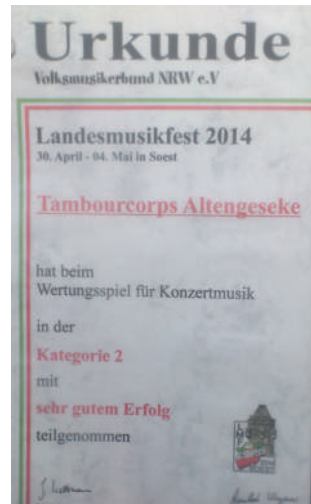 Urkunde
Volksmusikerbund NRW e.V
Landesmusikfest 2014
30. April - 04. Mai in Soest
Tambourcorps Altengeseke
hat beim
Wertungsspiel für Konzertmusik
in der
Kategorie 2
mit
sehr gutem Erfolg
teilgenommen